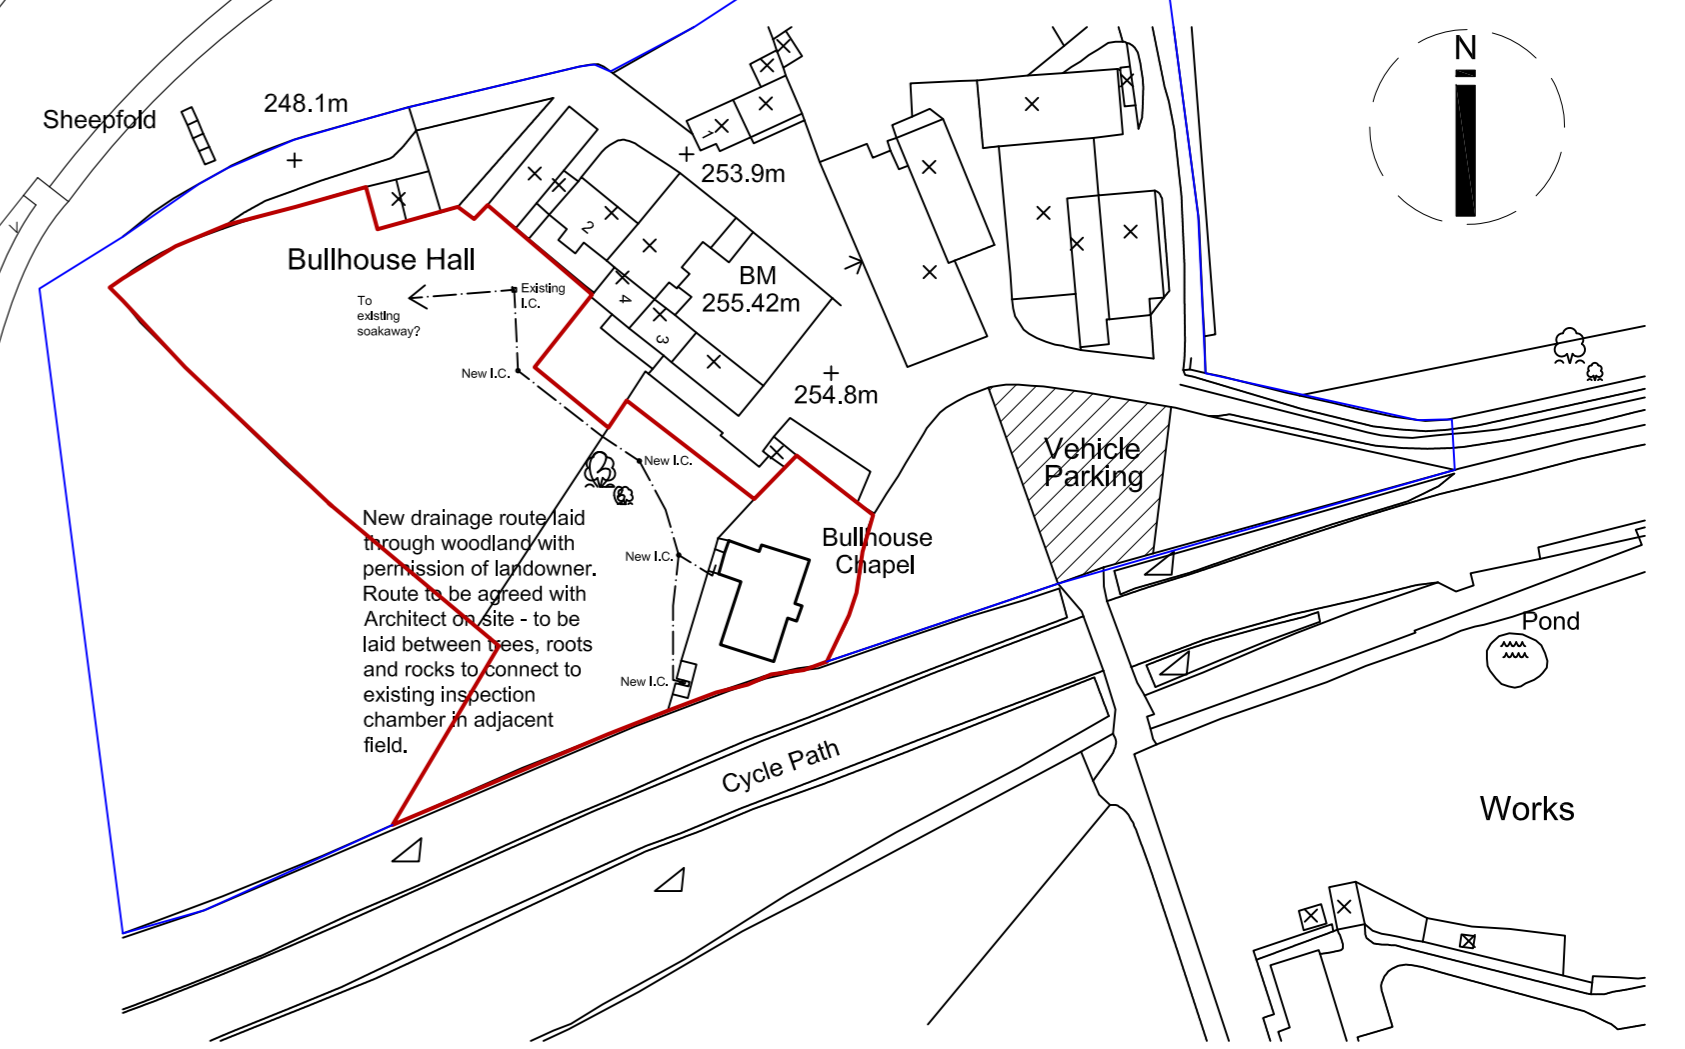 N
Sheepfold
248.1m
253.9m
1
2
Bullhouse Hall
BM
255.42m
Existing
I.C.
To
existing
soakaway?
4
3
New I.C.
254.8m
Vehicle
Parking
New I.C.
New drainage route laid
through woodland with
permission of landowner.
Route to be agreed with
Architect on site - to be
laid between trees, roots
and rocks to connect to
existing inspection
chamber in adjacent
field.
Bullhouse
Chapel
New I.C.
New I.C.
Pond
Cycle Path
Works